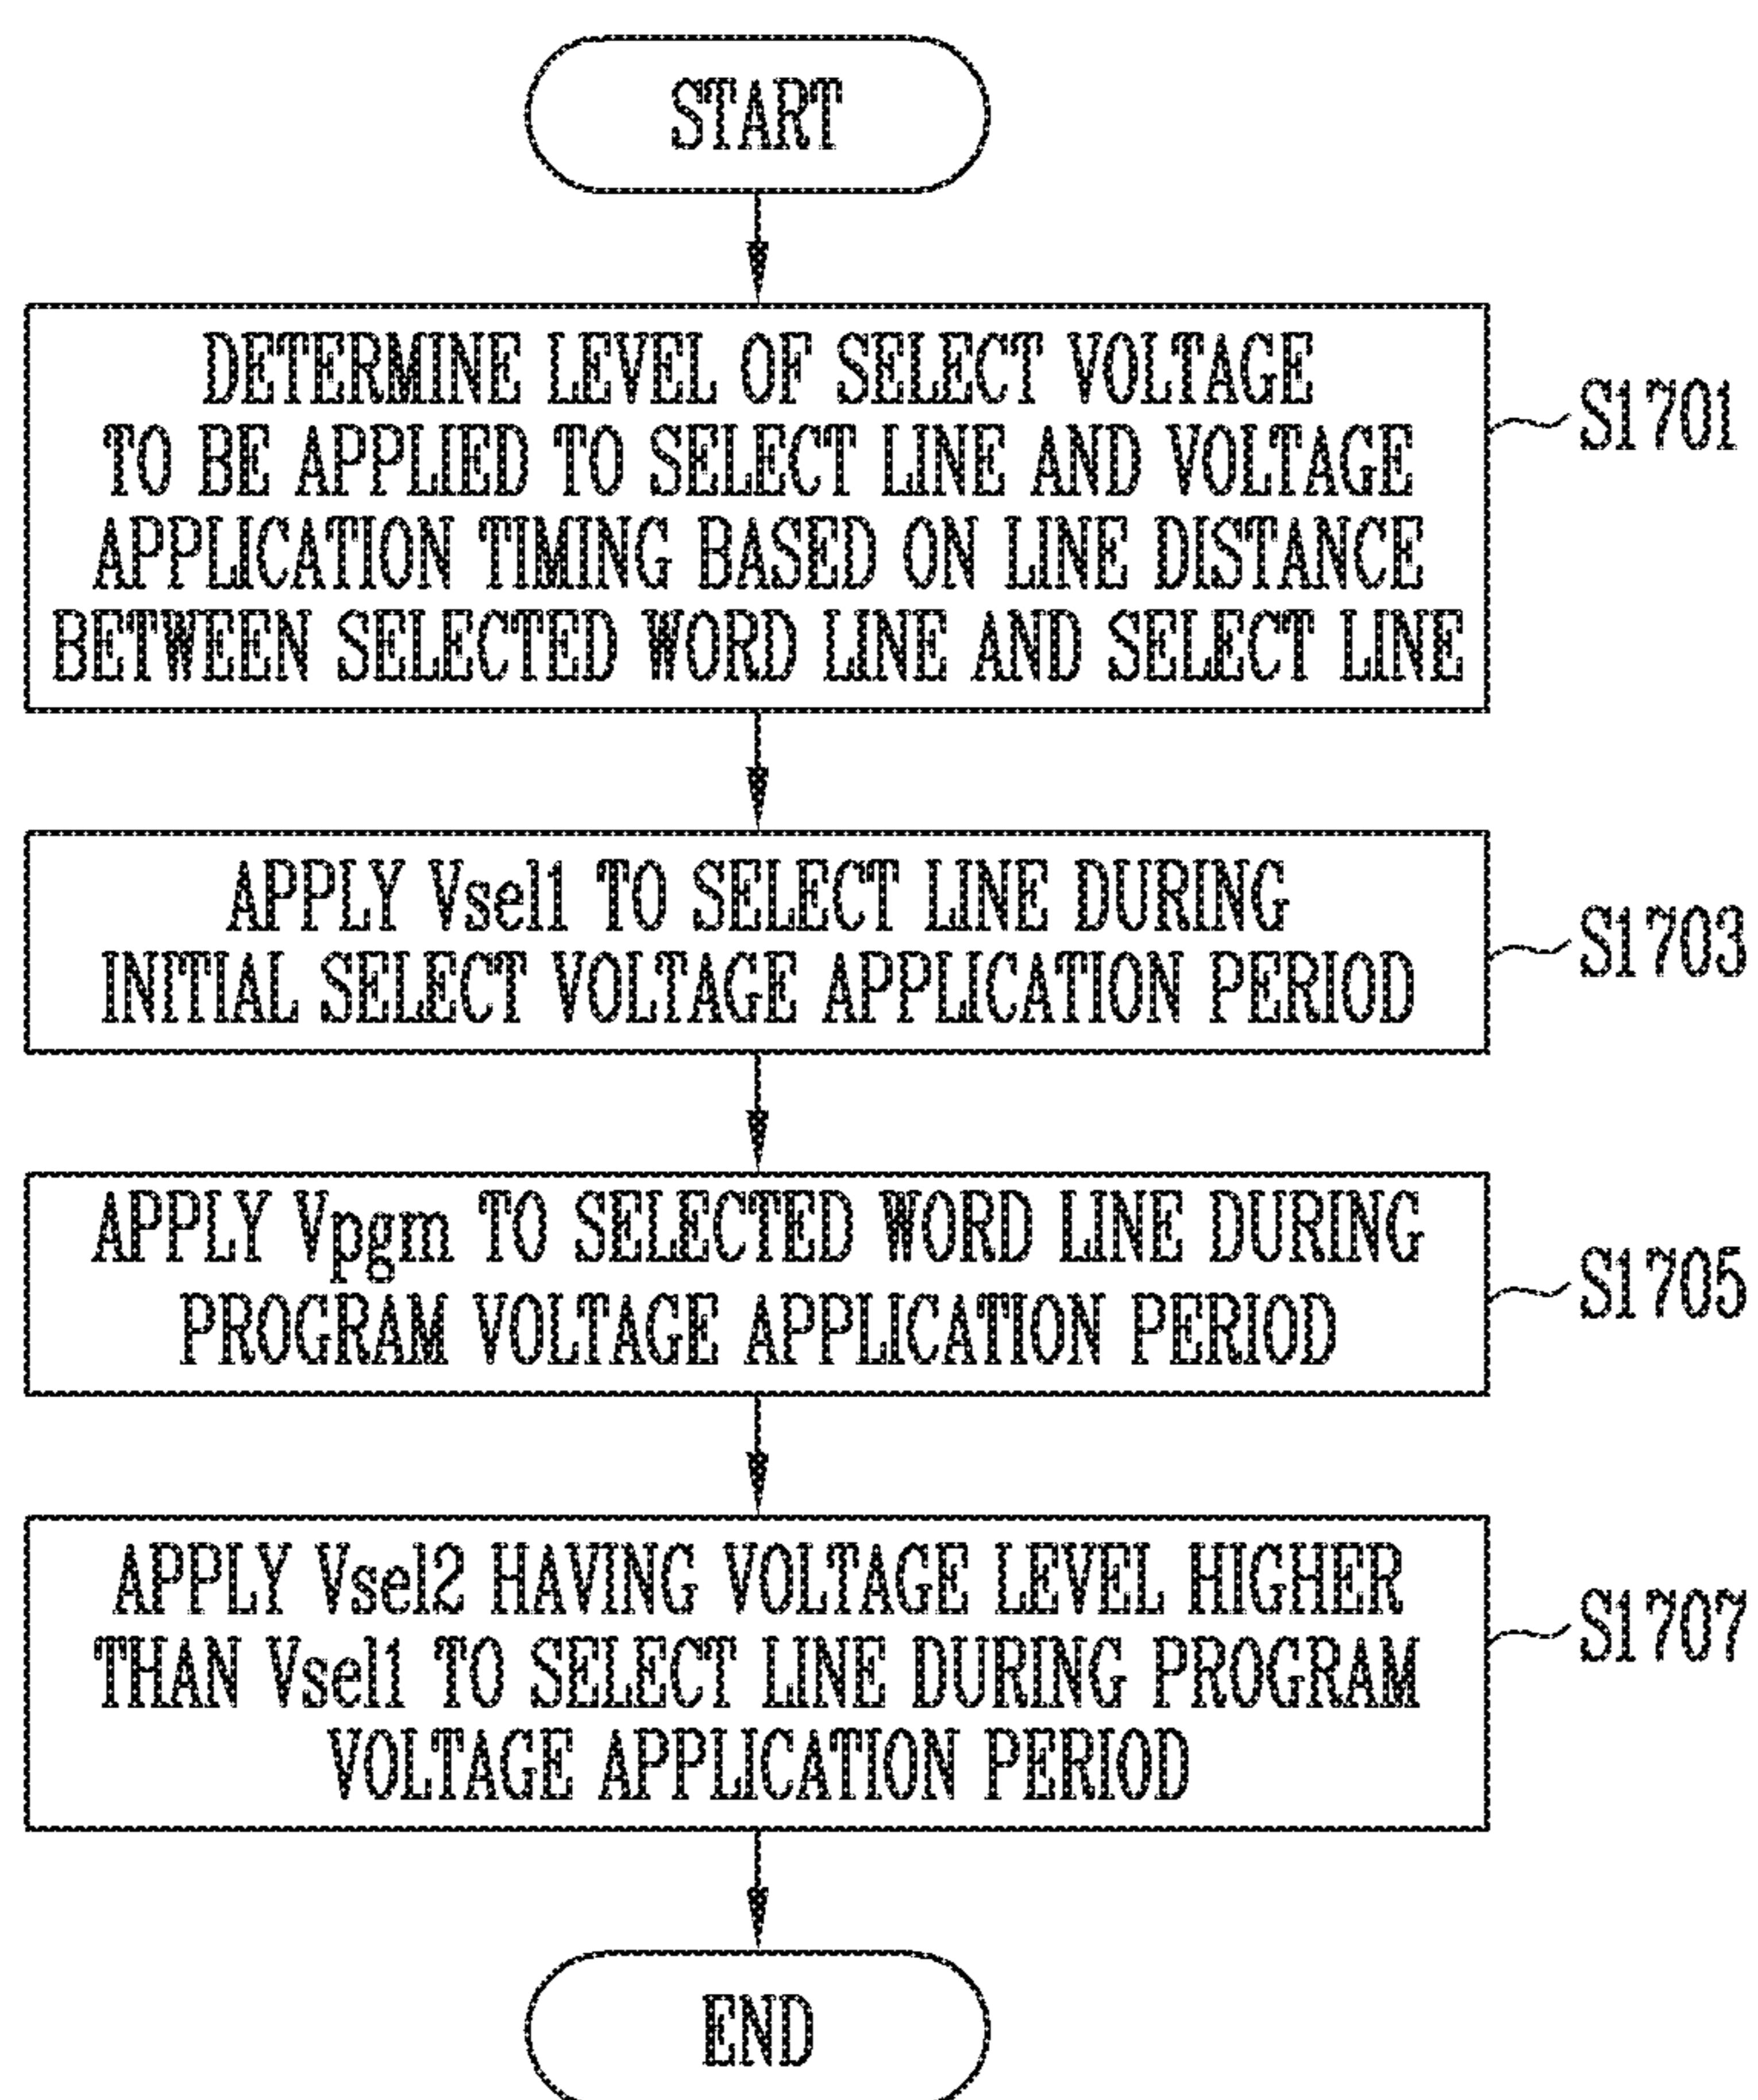 START
DETERMINE LEVEL OF SELECT VOLTAGE
TO BE APPLIED TO SELECT LINE AND VOLTAGE
APPLICATION TIMING BASED ON LINE DISTANCE
BETWEEN SELECTED WORD LINE AND SELECT LINE
S1701
APPLY Vsel1 TO SELECT LINE DURING
INITIAL SELECT VOLTAGE APPLICATION PERIOD
S1703
APPLY Vpgm TO SELECTED WORD LINE DURING
PROGRAM VOLTAGE APPLICATION PERIOD
S1705
APPLY Vsel2 HAVING VOLTAGE LEVEL HIGHER
THAN Vsel1 TO SELECT LINE DURING PROGRAM
VOLTAGE APPLICATION PERIOD
S1707
END